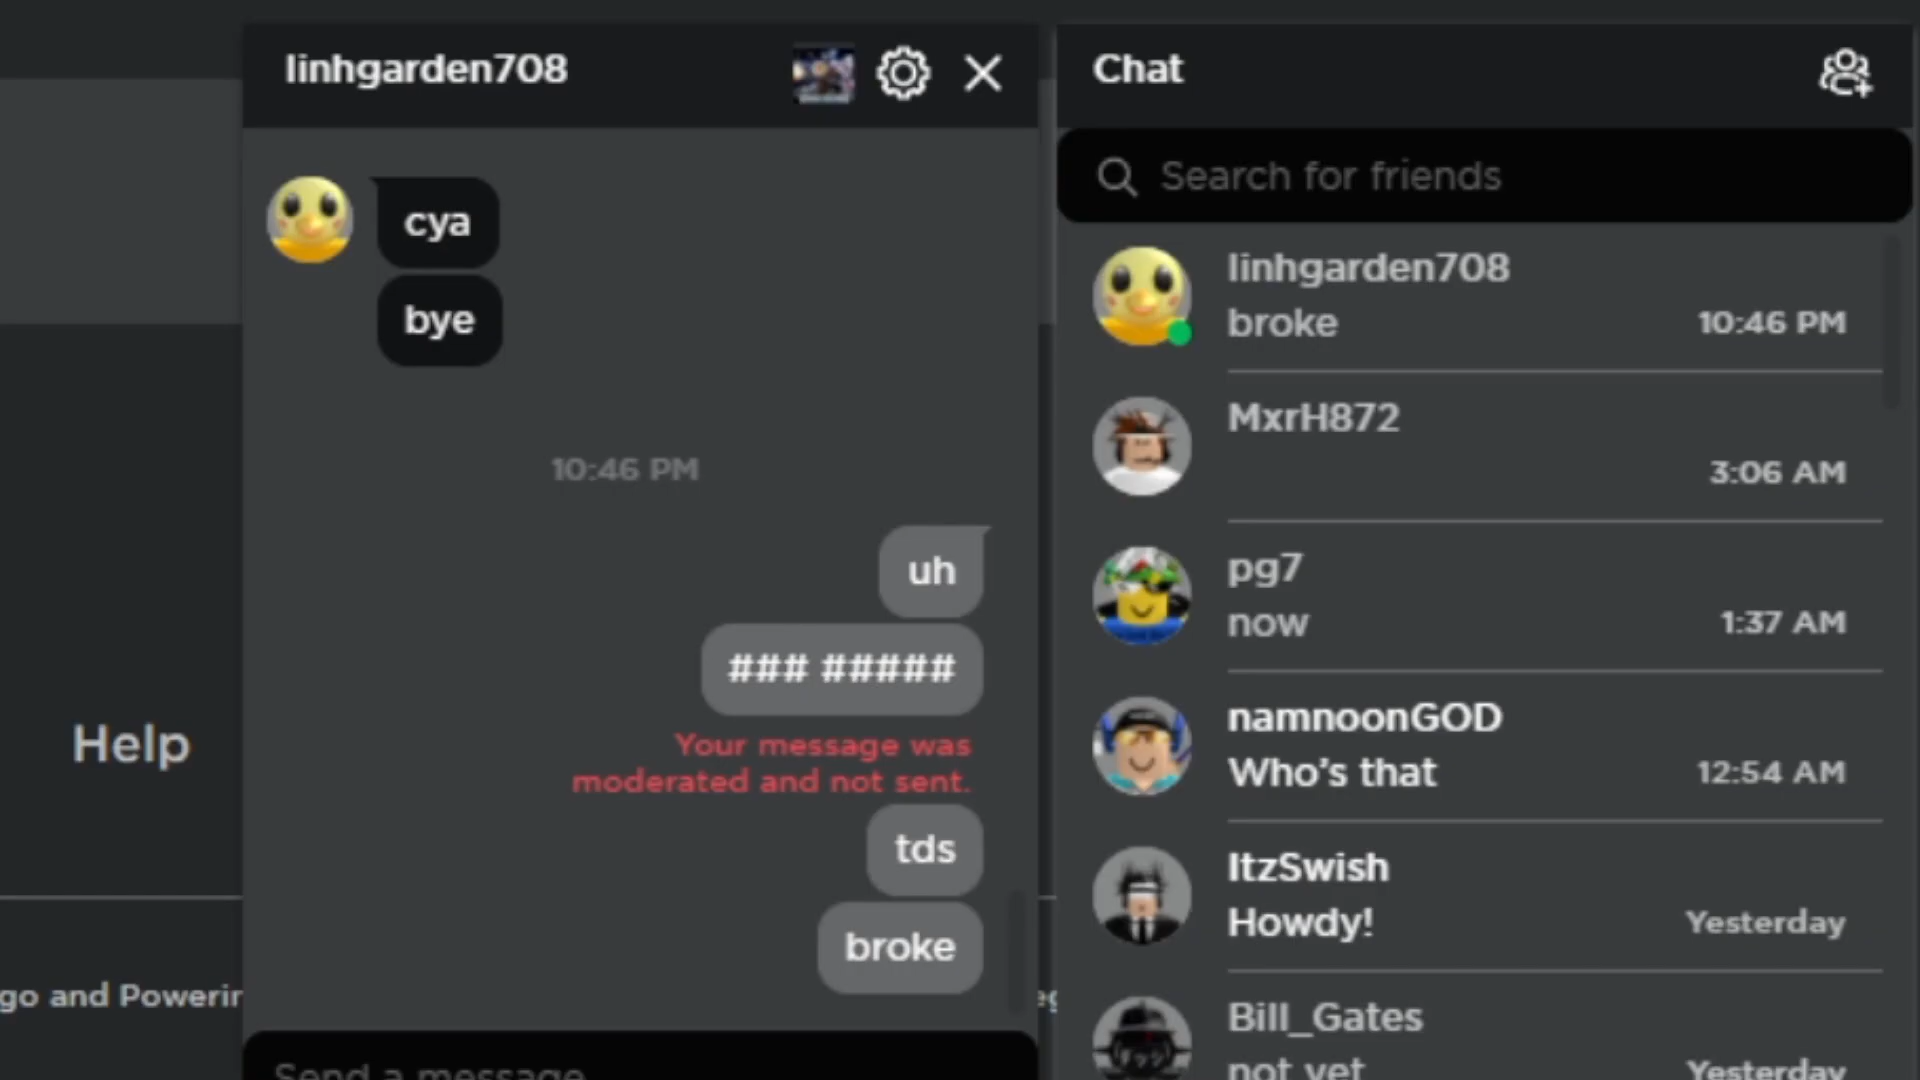 linhgarden708
cya
bye
10:46 PM
uh
### #####
Your message was
moderated and not sent.
tds
broke
Send a message
Chat
Search for friends
linhgarden708
broke
10:46 PM
MxrH872
3:06 AM
pg7
now
1:37 AM
namnoonGOD
Who's that
12:54 AM
ItzSwish
Howdy!
Yesterday
Bill_Gates
not yet
Yesterday
Help
go and Powerin